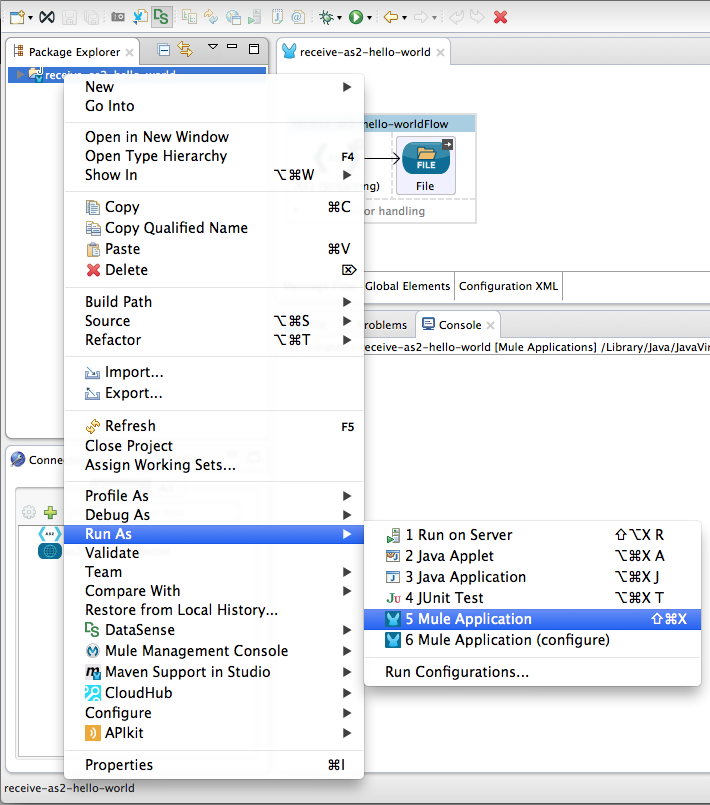 Package Explorer
receive-as2-hello-world
receive-as2-hello-world
New
Go Into
Open in New Window
Open Type Hierarchy F4
Show In ⌥⌘W
Copy ⌘C
Copy Qualified Name
Paste ⌘V
Delete ⌦
Build Path
Source ⌥⌘S
Refactor ⌥⌘T
Import...
Export...
Refresh F5
Close Project
Assign Working Sets...
Profile As
Debug As
Run As
Validate
Team
Compare With
Restore from Local History...
DataSense
Mule Management Console
Maven Support in Studio
CloudHub
Configure
APIkit
Properties ⌘I
hello-worldFlow
FILE
File
or handling
Global Elements
Configuration XML
roblems
Console
receive-as2-hello-world [Mule Applications] /Library/Java/JavaVir
Conne
AS2
1 Run on Server ⇧⌥X R
2 Java Applet ⌥⌘X A
3 Java Application ⌥⌘X J
JU 4 JUnit Test ⌥⌘X T
5 Mule Application ⇧⌘X
6 Mule Application (configure)
Run Configurations...
receive-as2-hello-world